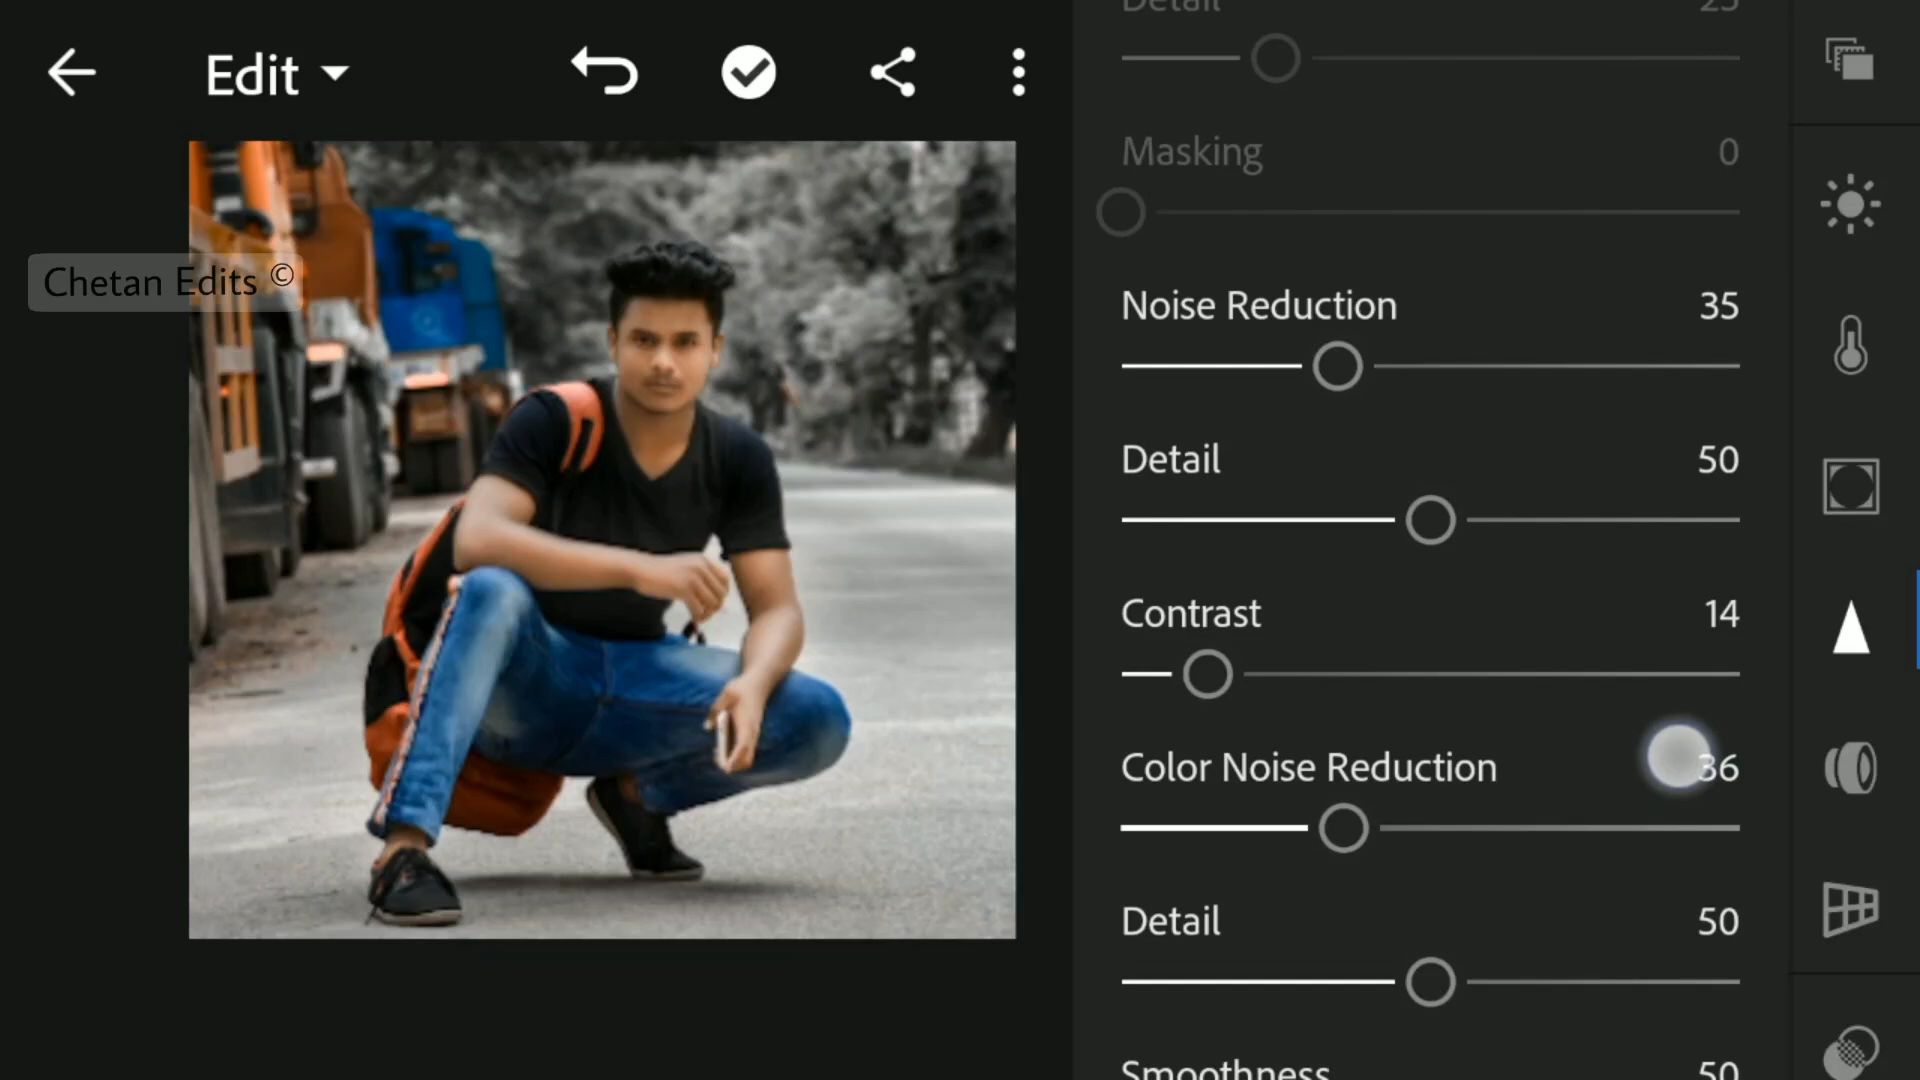 Edit
Chetan Edits ©
Detail 25
Masking 0
Noise Reduction 35
Detail 50
Contrast 14
Color Noise Reduction 36
Detail 50
Smoothness 50